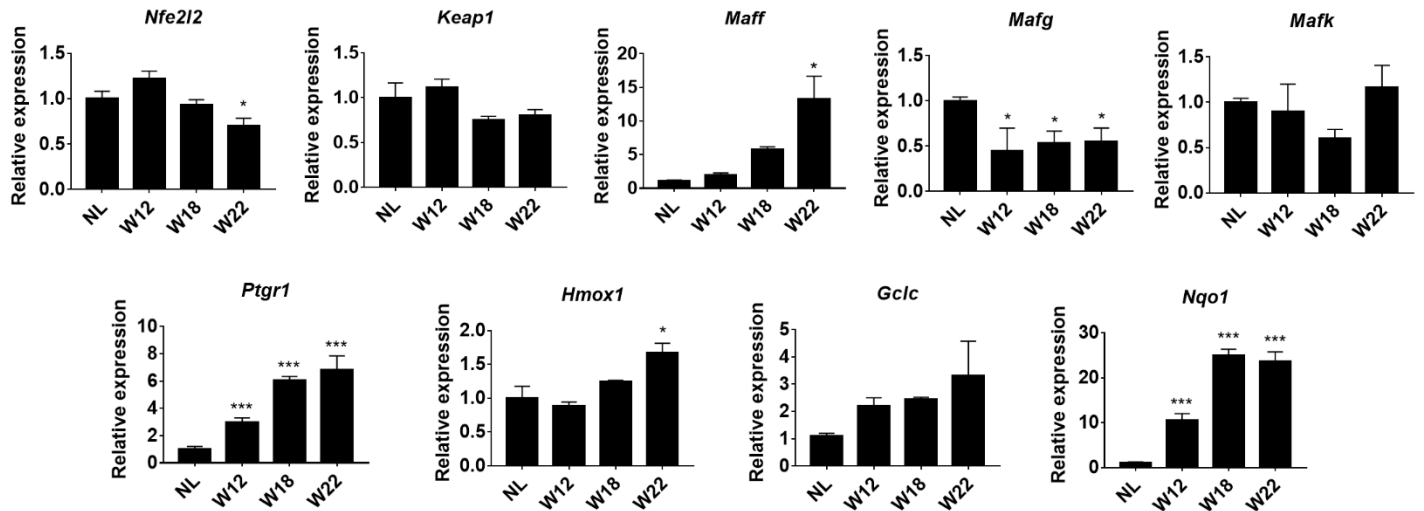 Nfe2l2
Relative expression
1.5
1.0
0.5
0.0
*
NL
W12
W18
W22
Keap1
Relative expression
1.5
1.0
0.5
0.0
NL
W12
W18
W22
Maff
Relative expression
20
15
10
5
0
*
NL
W12
W18
W22
Mafg
Relative expression
1.5
1.0
0.5
0.0
*
*
*
NL
W12
W18
W22
Mafk
Relative expression
1.5
1.0
0.5
0.0
NL
W12
W18
W22
Ptgr1
Relative expression
10
8
6
4
2
0
***
***
***
NL
W12
W18
W22
Hmox1
Relative expression
2.0
1.5
1.0
0.5
0.0
*
NL
W12
W18
W22
Gclc
Relative expression
5
4
3
2
1
0
NL
W12
W18
W22
Nqo1
Relative expression
30
20
10
0
***
***
***
NL
W12
W18
W22